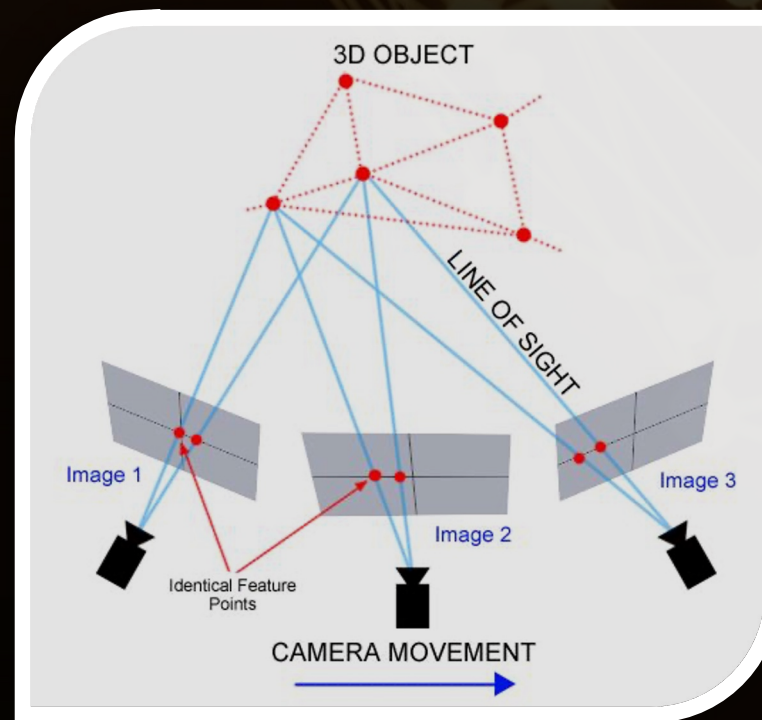 3D OBJECT
LINE OF SIGHT
Image 1
Image 3
Image 2
Identical Feature
Points
CAMERA MOVEMENT